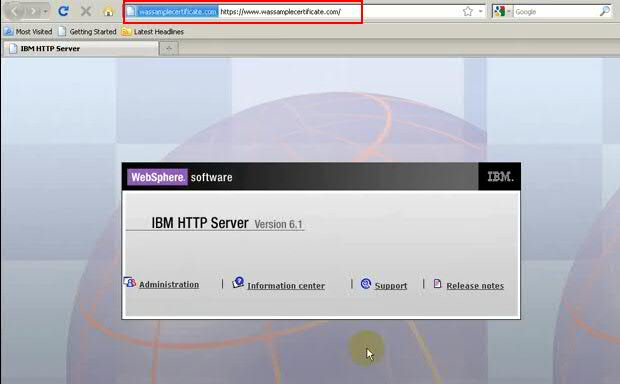 wassamplecertificate.com https://www.wassamplecertificate.com/
Google
Most Visited Getting Started Latest Headlines
IBM HTTP Server
WebSphere. software IBM.
IBM HTTP Server Version 6.1
Administration | Information center | Support | Release notes